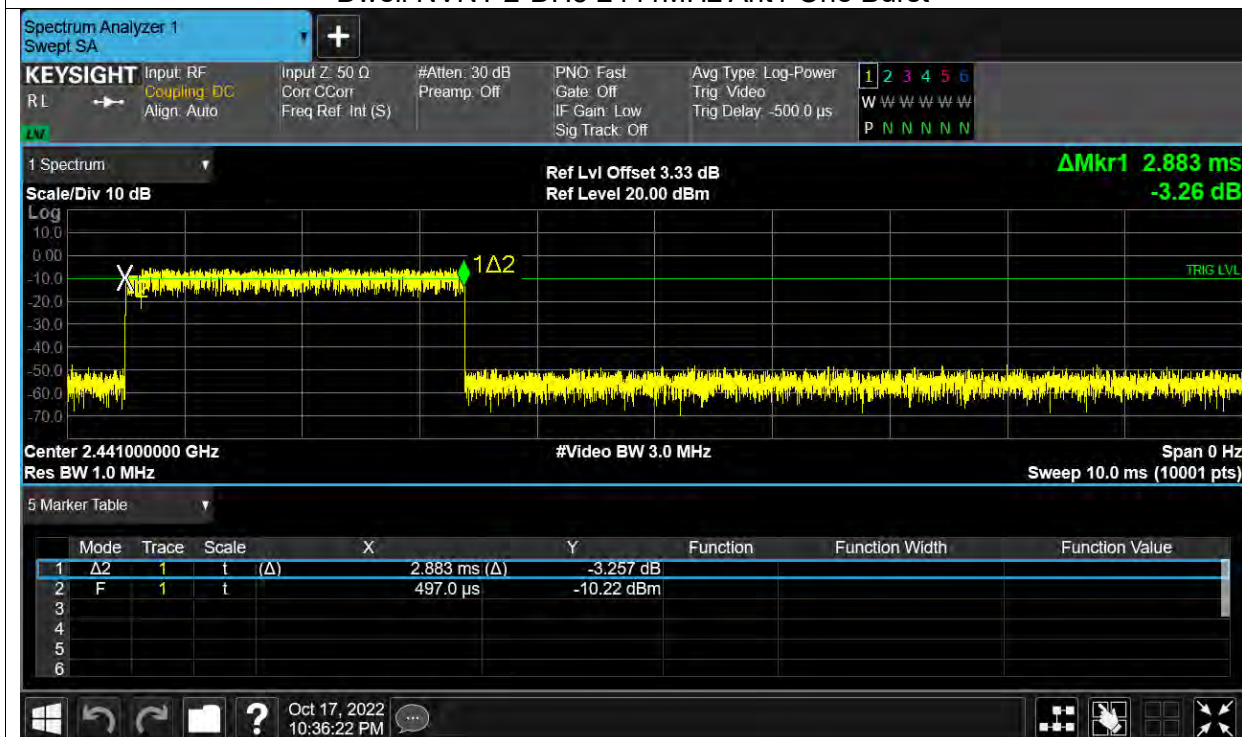 Spectrum Analyzer 1
Swept SA
+
KEYSIGHT Input: RF Input Z: 50 Ω #Atten: 30 dB PNO: Fast Avg Type: Log-Power 1 2 3 4 5 6
RL Coupling: DC Corr CCorr Preamp: Off Gate: Off Trig: Video W W W W W W
Align: Auto Freq Ref: Int (S) IF Gain: Low Trig Delay: -500.0 µs
Sig Track: Off P N N N N N
1 Spectrum Ref Lvl Offset 3.33 dB ΔMkr1 2.883 ms
Scale/Div 10 dB Ref Level 20.00 dBm -3.26 dB
Log
10.0
0.00
1Δ2
-10.0 X TRIG LVL
-20.0
-30.0
-40.0
-50.0
-60.0
-70.0
Center 2.441000000 GHz #Video BW 3.0 MHz Span 0 Hz
Res BW 1.0 MHz Sweep 10.0 ms (10001 pts)
5 Marker Table
Mode Trace Scale X Y Function Function Width Function Value
1 Δ2 1 t (Δ) 2.883 ms (Δ) -3.257 dB
2 F 1 t 497.0 µs -10.22 dBm
3
4
5
6
? Oct 17, 2022
10:36:22 PM